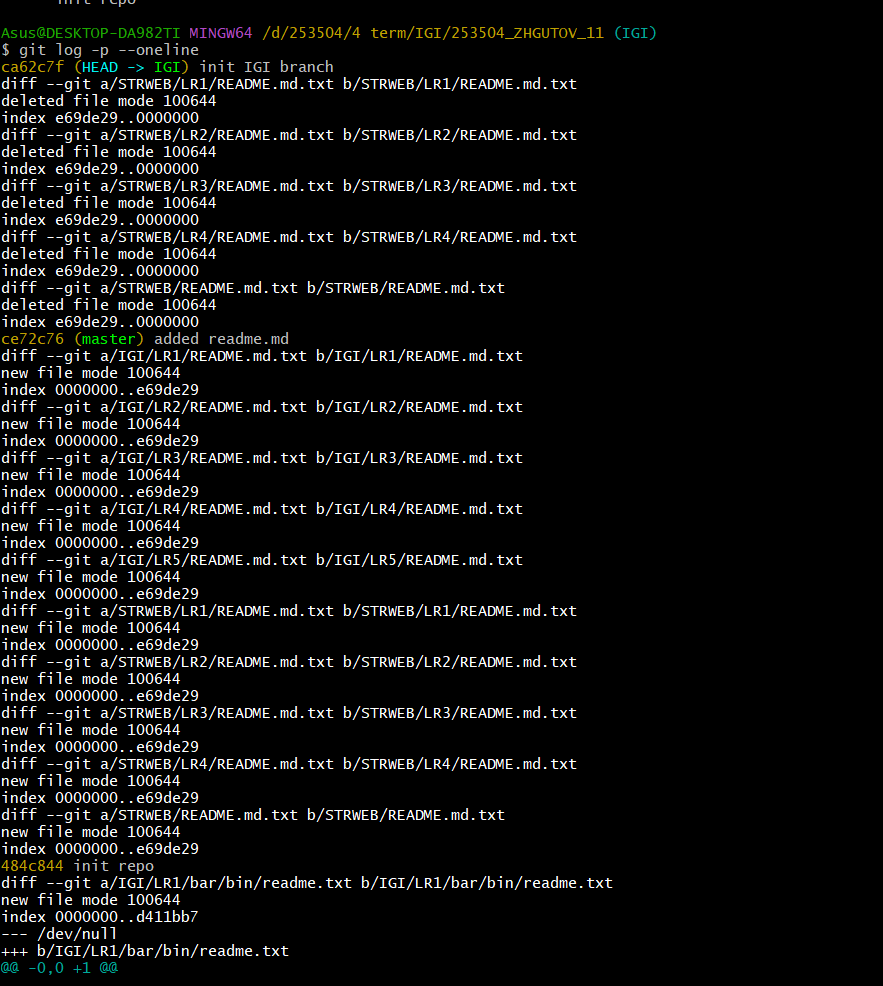 init repo
Asus@DESKTOP-DA982TI MINGW64 /d/253504/4 term/IGI/253504_ZHGUTOV_11 (IGI)
$ git log -p --oneline
ca62c7f (HEAD -> IGI) init IGI branch
diff --git a/STRWEB/LR1/README.md.txt b/STRWEB/LR1/README.md.txt
deleted file mode 100644
index e69de29..0000000
diff --git a/STRWEB/LR2/README.md.txt b/STRWEB/LR2/README.md.txt
deleted file mode 100644
index e69de29..0000000
diff --git a/STRWEB/LR3/README.md.txt b/STRWEB/LR3/README.md.txt
deleted file mode 100644
index e69de29..0000000
diff --git a/STRWEB/LR4/README.md.txt b/STRWEB/LR4/README.md.txt
deleted file mode 100644
index e69de29..0000000
diff --git a/STRWEB/README.md.txt b/STRWEB/README.md.txt
deleted file mode 100644
index e69de29..0000000
ce72c76 (master) added readme.md
diff --git a/IGI/LR1/README.md.txt b/IGI/LR1/README.md.txt
new file mode 100644
index 0000000..e69de29
diff --git a/IGI/LR2/README.md.txt b/IGI/LR2/README.md.txt
new file mode 100644
index 0000000..e69de29
diff --git a/IGI/LR3/README.md.txt b/IGI/LR3/README.md.txt
new file mode 100644
index 0000000..e69de29
diff --git a/IGI/LR4/README.md.txt b/IGI/LR4/README.md.txt
new file mode 100644
index 0000000..e69de29
diff --git a/IGI/LR5/README.md.txt b/IGI/LR5/README.md.txt
new file mode 100644
index 0000000..e69de29
diff --git a/STRWEB/LR1/README.md.txt b/STRWEB/LR1/README.md.txt
new file mode 100644
index 0000000..e69de29
diff --git a/STRWEB/LR2/README.md.txt b/STRWEB/LR2/README.md.txt
new file mode 100644
index 0000000..e69de29
diff --git a/STRWEB/LR3/README.md.txt b/STRWEB/LR3/README.md.txt
new file mode 100644
index 0000000..e69de29
diff --git a/STRWEB/LR4/README.md.txt b/STRWEB/LR4/README.md.txt
new file mode 100644
index 0000000..e69de29
diff --git a/STRWEB/README.md.txt b/STRWEB/README.md.txt
new file mode 100644
index 0000000..e69de29
484c844 init repo
diff --git a/IGI/LR1/bar/bin/readme.txt b/IGI/LR1/bar/bin/readme.txt
new file mode 100644
index 0000000..d411bb7
--- /dev/null
+++ b/IGI/LR1/bar/bin/readme.txt
@@ -0,0 +1 @@